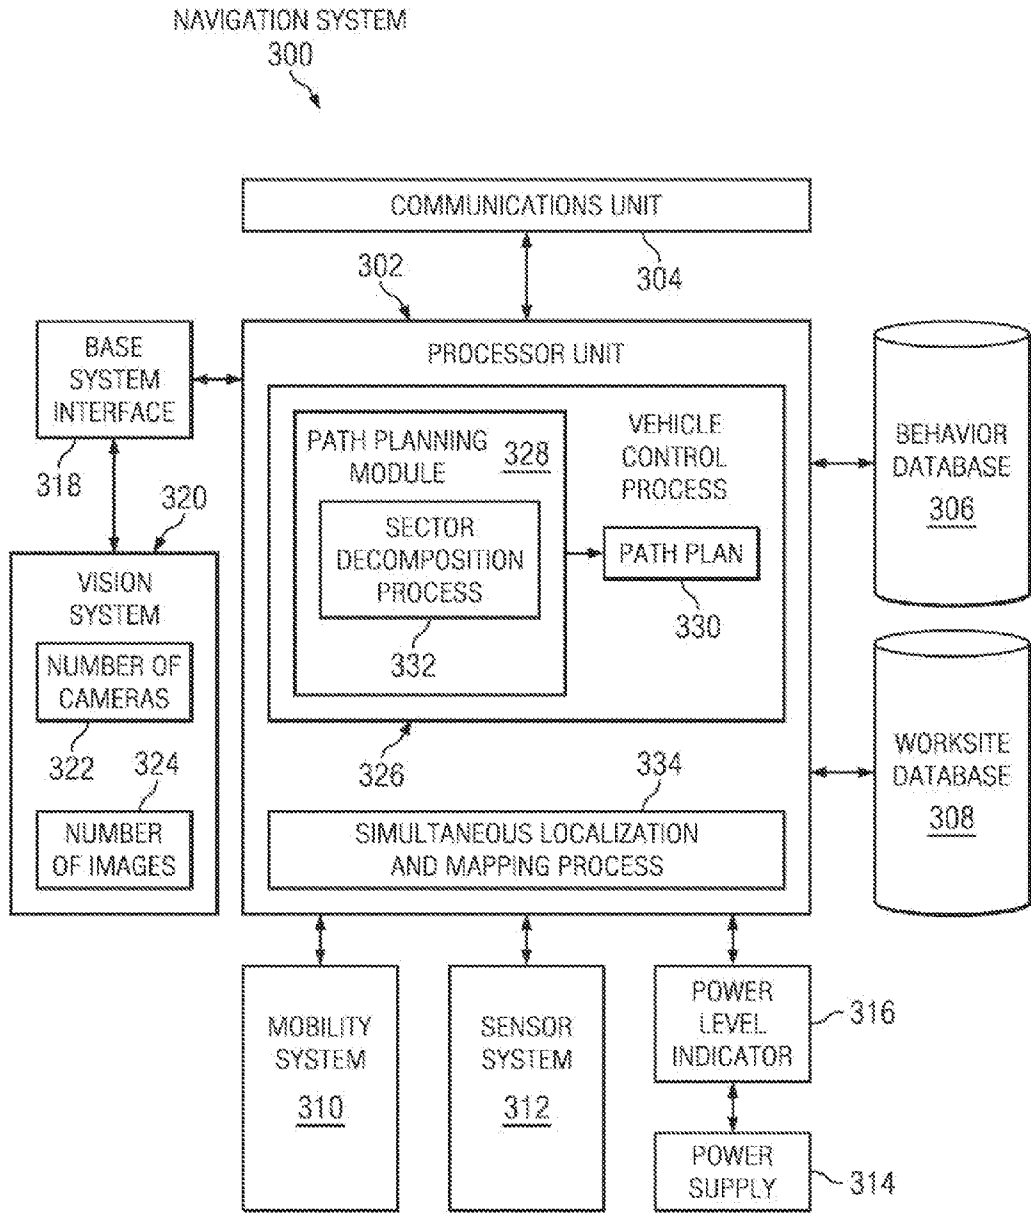 NAVIGATION SYSTEM
300
COMMUNICATIONS UNIT
304
302
PROCESSOR UNIT
BASE
SYSTEM
INTERFACE
318
320
VISION
SYSTEM
NUMBER OF
CAMERAS
322
324
NUMBER
OF IMAGES
PATH PLANNING
MODULE
328
SECTOR
DECOMPOSITION
PROCESS
332
VEHICLE
CONTROL
PROCESS
PATH PLAN
330
326
334
SIMULTANEOUS LOCALIZATION
AND MAPPING PROCESS
BEHAVIOR
DATABASE
306
WORKSITE
DATABASE
308
MOBILITY
SYSTEM
310
SENSOR
SYSTEM
312
POWER
LEVEL
INDICATOR
316
POWER
SUPPLY
314